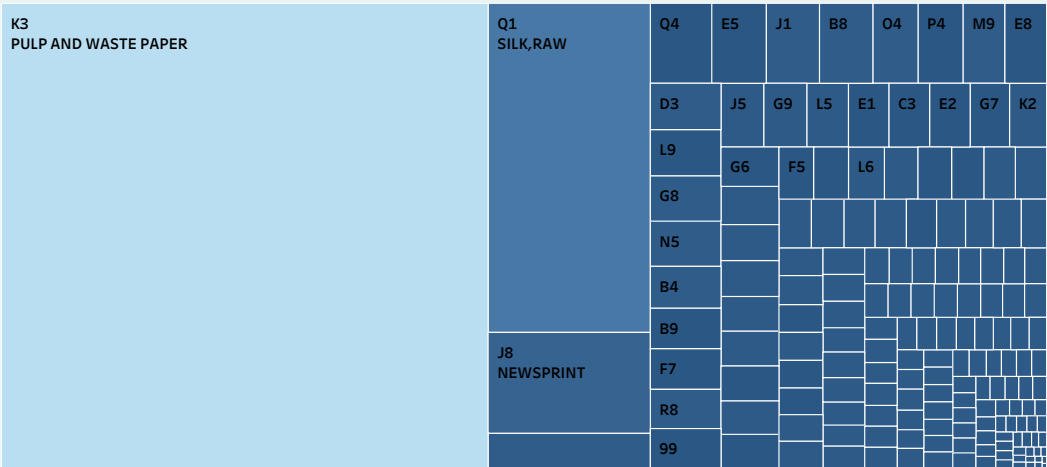 K3
PULP AND WASTE PAPER
Q1
SILK,RAW
J8
NEWSPRINT
Q4
E5
J1
B8
O4
P4
M9
E8
D3
J5
G9
L5
E1
C3
E2
G7
K2
L9
G6
F5
L6
G8
N5
B4
B9
F7
R8
99